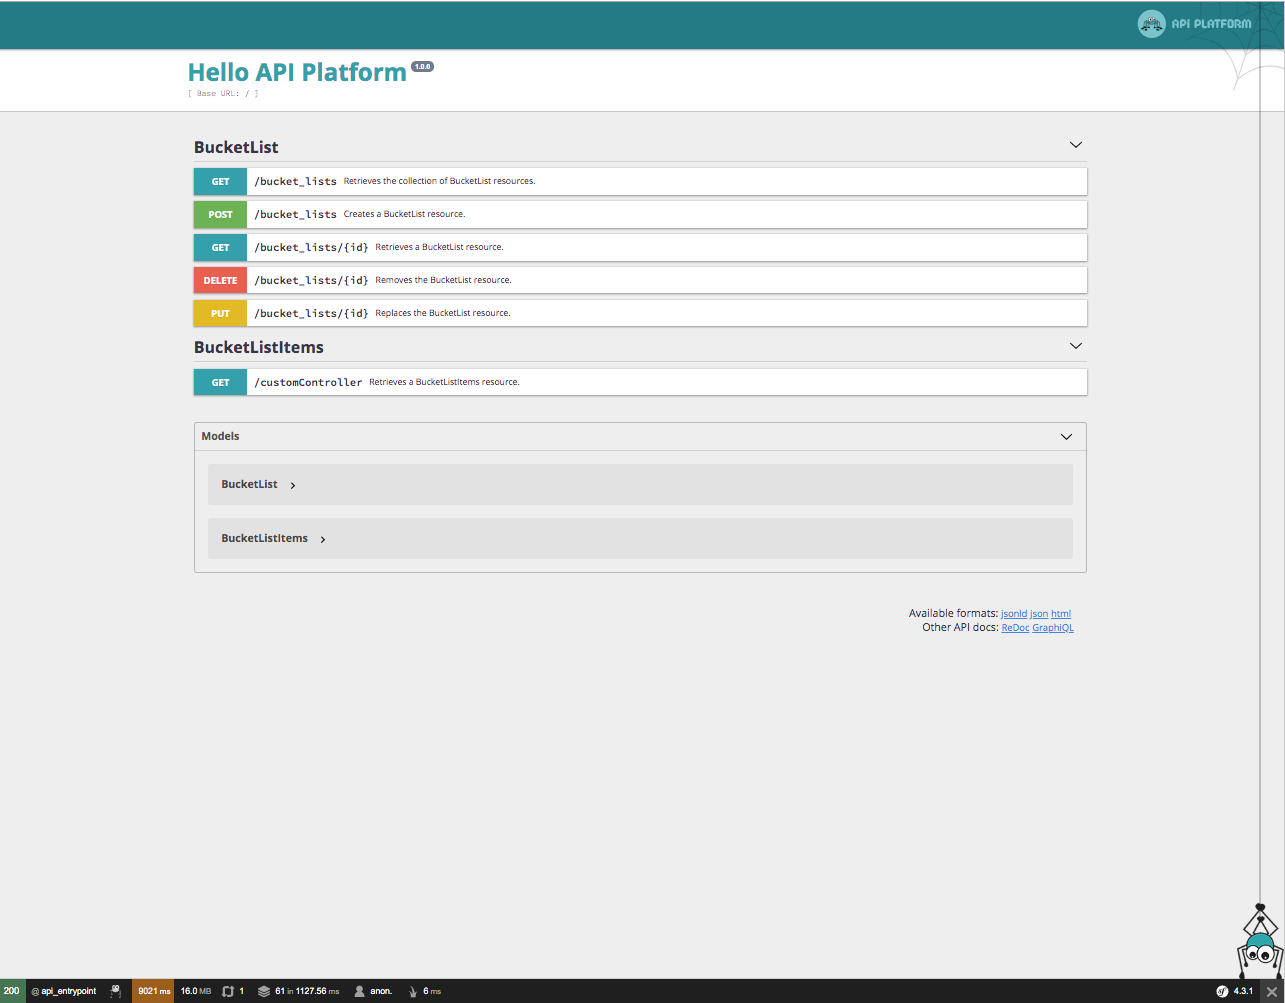 API PLATFORM
Hello API Platform 1.0.0
[ Base URL: / ]
BucketList
GET /bucket_lists Retrieves the collection of BucketList resources.
POST /bucket_lists Creates a BucketList resource.
GET /bucket_lists/{id} Retrieves a BucketList resource.
DELETE /bucket_lists/{id} Removes the BucketList resource.
PUT /bucket_lists/{id} Replaces the BucketList resource.
BucketListItems
GET /customController Retrieves a BucketListItems resource.
Models
BucketList
BucketListItems
Available formats: jsonld json html
Other API docs: ReDoc GraphiQL
200 @ api_entrypoint 9021 ms 16.0 MB 1 61 in 1127.56 ms anon. 6 ms sf 4.3.1